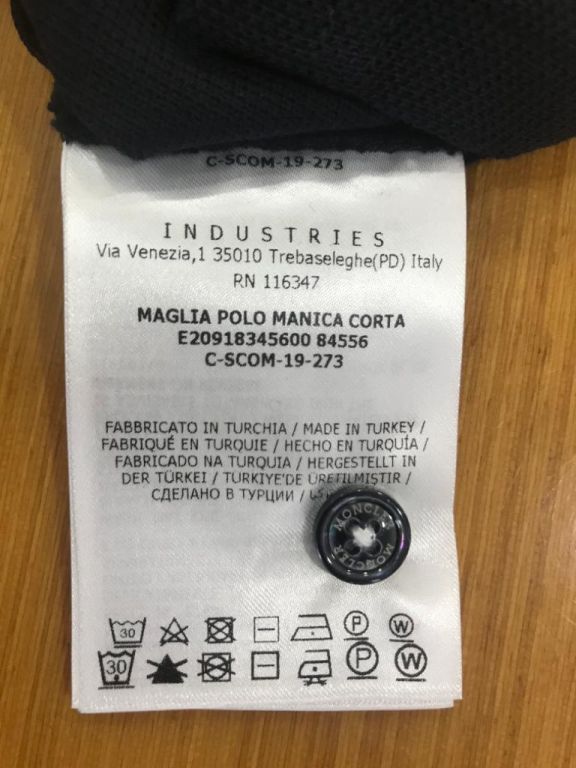 C-SCOM-19-273
INDUSTRIES
Via Venezia,1 35010 Trebaseleghe(PD) Italy
RN 116347
MAGLIA POLO MANICA CORTA
E20918345600 84556
C-SCOM-19-273
FABBRICATO IN TURCHIA / MADE IN TURKEY /
FABRIQUÉ EN TURQUIE / HECHO EN TURQUÍA /
FABRICADO NA TURQUIA / HERGESTELLT IN
DER TÜRKEI / TÜRKIYE'DE ÜRETILMIŞTIR /
СДЕЛАНО В ТУРЦИИ /
MONCLER
MONCLER
30 P W
30 P W